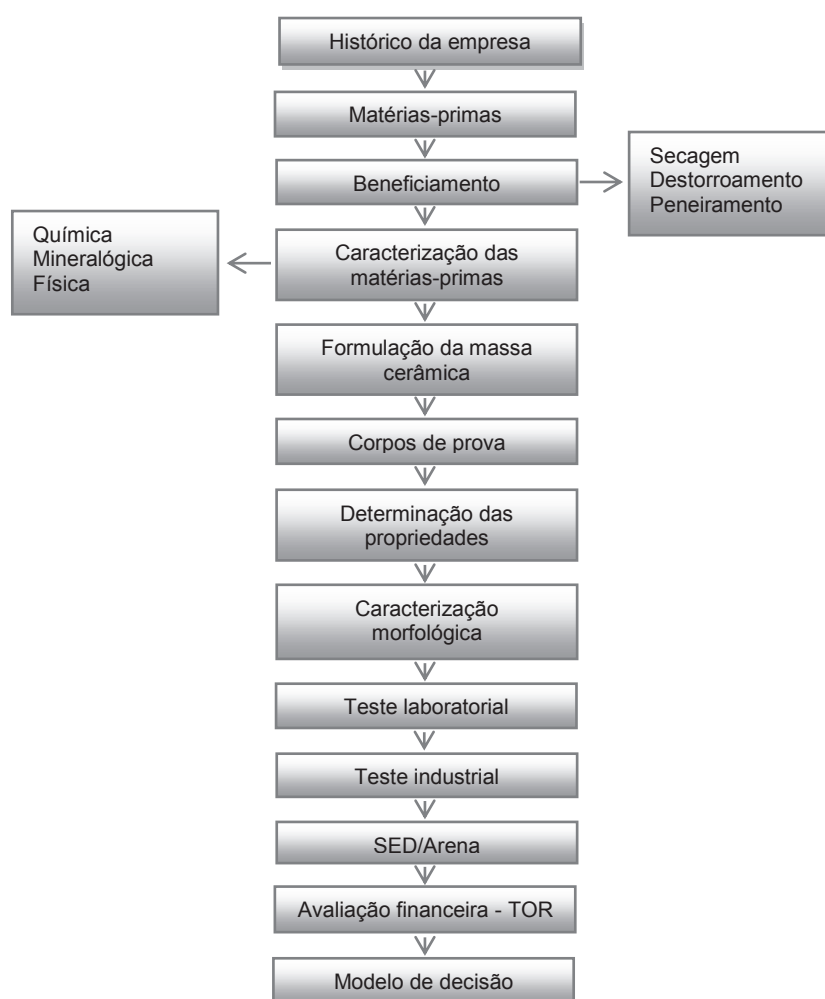 Histórico da empresa
Matérias-primas
Beneficiamento
Secagem
Destorroamento
Peneiramento
Química
Mineralógica
Física
Caracterização das
matérias-primas
Formulação da massa
cerâmica
Corpos de prova
Determinação das
propriedades
Caracterização
morfológica
Teste laboratorial
Teste industrial
SED/Arena
Avaliação financeira - TOR
Modelo de decisão